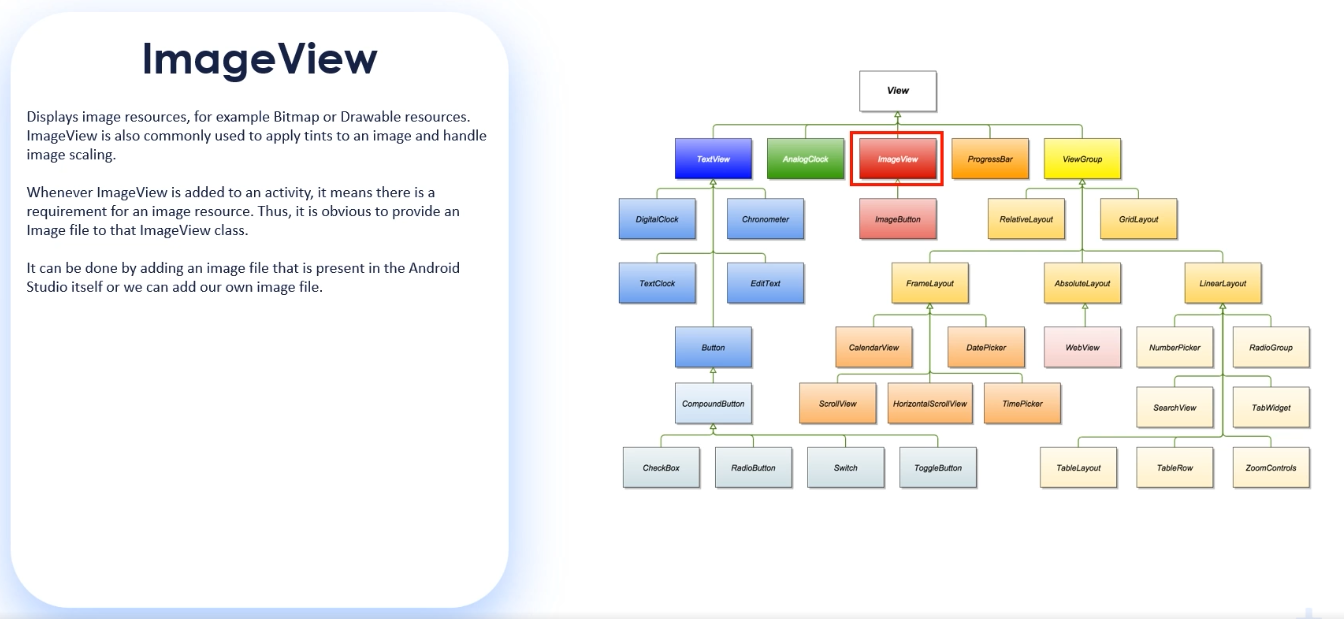 ImageView
Displays image resources, for example Bitmap or Drawable resources.
ImageView is also commonly used to apply tints to an image and handle
image scaling.
Whenever ImageView is added to an activity, it means there is a
requirement for an image resource. Thus, it is obvious to provide an
Image file to that ImageView class.
It can be done by adding an image file that is present in the Android
Studio itself or we can add our own image file.
View
TextView
AnalogClock
ImageView
ProgressBar
ViewGroup
DigitalClock
Chronometer
ImageButton
RelativeLayout
GridLayout
TextClock
EditText
FrameLayout
AbsoluteLayout
LinearLayout
Button
CalendarView
DatePicker
WebView
NumberPicker
RadioGroup
CompoundButton
ScrollView
HorizontalScrollView
TimePicker
SearchView
TabWidget
CheckBox
RadioButton
Switch
ToggleButton
TableLayout
TableRow
ZoomControls